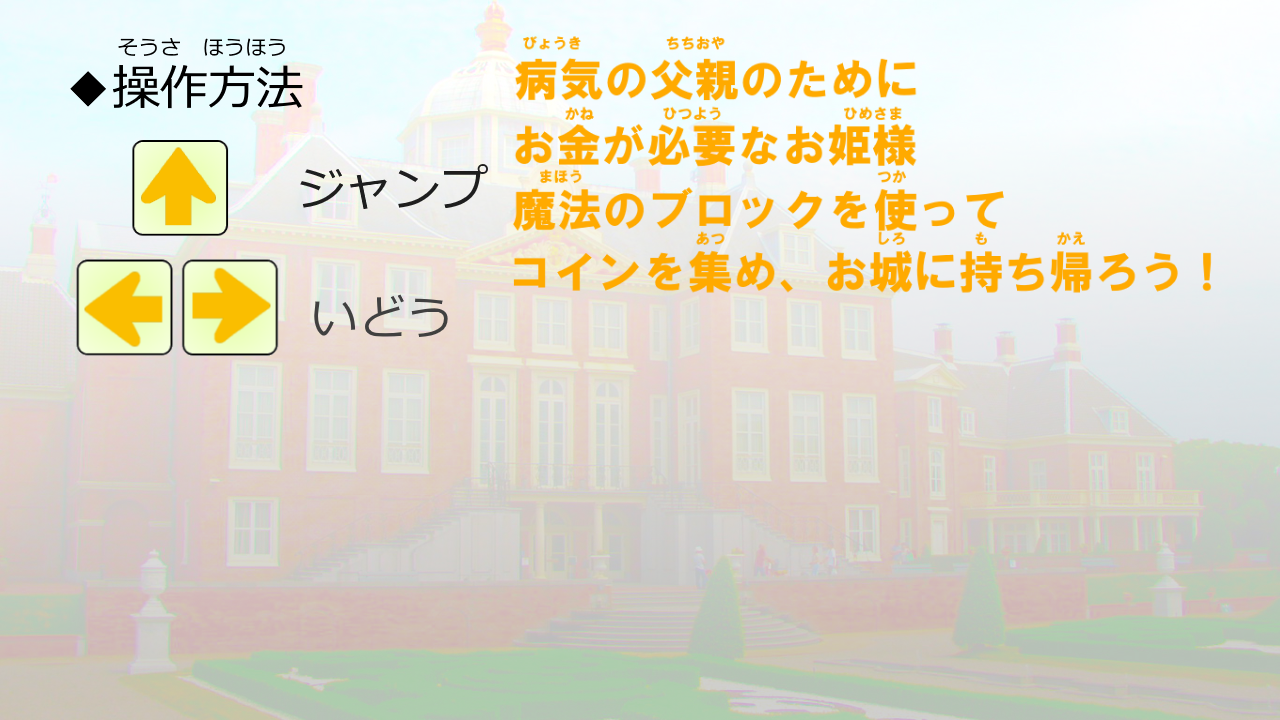 そうさ ほうほう
◆操作方法
ジャンプ
いどう
びょうき ちちおや
病気の父親のために
かね ひつよう ひめさま
お金が必要なお姫様
まほう つか
魔法のブロックを使って
あつ しろ も かえ
コインを集め、お城に持ち帰ろう！